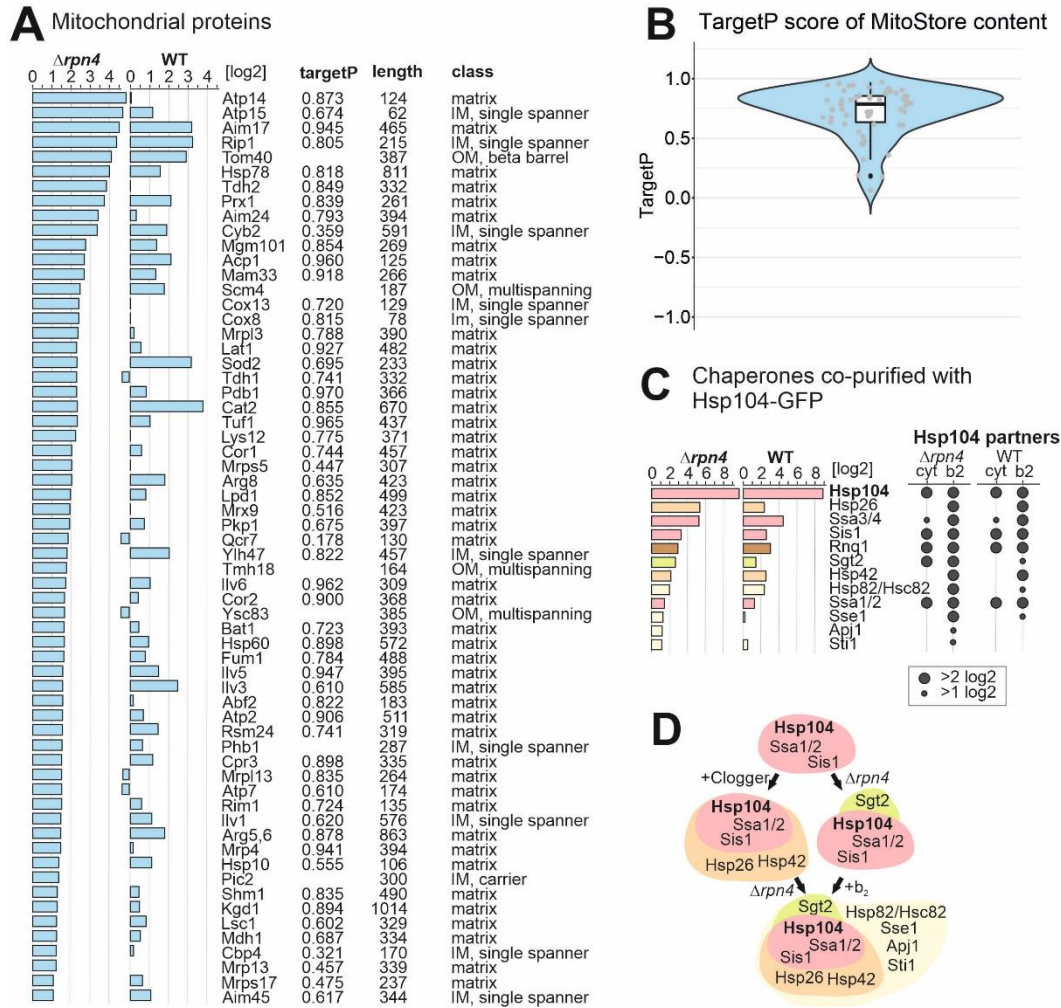 A Mitochondrial proteins
Δrpn4 WT
0 1 2 3 4 0 1 2 3 4 [log2] targetP length class
Atp14 0.873 124 matrix
Atp15 0.674 62 IM, single spanner
Aim17 0.945 465 matrix
Rip1 0.805 215 IM, single spanner
Tom40 387 OM, beta barrel
Hsp78 0.818 811 matrix
Tdh2 0.849 332 matrix
Prx1 0.839 261 matrix
Aim24 0.793 394 matrix
Cyb2 0.359 591 IM, single spanner
Mgm101 0.854 269 matrix
Acp1 0.960 125 matrix
Mam33 0.918 266 matrix
Scm4 187 OM, multispanning
Cox13 0.720 129 IM, single spanner
Cox8 0.815 78 Im, single spanner
Mrpl3 0.788 390 matrix
Lat1 0.927 482 matrix
Sod2 0.695 233 matrix
Tdh1 0.741 332 matrix
Pdb1 0.970 366 matrix
Cat2 0.855 670 matrix
Tuf1 0.965 437 matrix
Lys12 0.775 371 matrix
Cor1 0.744 457 matrix
Mrps5 0.447 307 matrix
Arg8 0.635 423 matrix
Lpd1 0.852 499 matrix
Mrx9 0.516 423 matrix
Pkp1 0.675 397 matrix
Qcr7 0.178 130 matrix
Ylh47 0.822 457 IM, single spanner
Tmh18 164 OM, multispanning
Ilv6 0.962 309 matrix
Cor2 0.900 368 matrix
Ysc83 385 OM, multispanning
Bat1 0.723 393 matrix
Hsp60 0.898 572 matrix
Fum1 0.784 488 matrix
Ilv5 0.947 395 matrix
Ilv3 0.610 585 matrix
Abf2 0.822 183 matrix
Atp2 0.906 511 matrix
Rsm24 0.741 319 matrix
Phb1 287 IM, single spanner
Cpr3 0.898 335 matrix
Mrpl13 0.835 264 matrix
Atp7 0.610 174 matrix
Rim1 0.724 135 matrix
Ilv1 0.620 576 IM, single spanner
Arg5,6 0.878 863 matrix
Mrp4 0.941 394 matrix
Hsp10 0.555 106 matrix
Pic2 300 IM, carrier
Shm1 0.835 490 matrix
Kgd1 0.894 1014 matrix
Lsc1 0.602 329 matrix
Mdh1 0.687 334 matrix
Cbp4 0.321 170 IM, single spanner
Mrp13 0.457 339 matrix
Mrps17 0.475 237 matrix
Aim45 0.617 344 IM, single spanner
B TargetP score of MitoStore content
TargetP
1.0
0.5
0.0
−0.5
−1.0
C Chaperones co-purified with
Hsp104-GFP
Hsp104 partners
Δrpn4 WT Δrpn4 WT
cyt b2 cyt b2
0 2 4 6 8 0 2 4 6 8 [log2]
Hsp104
Hsp26
Ssa3/4
Sis1
Rnq1
Sgt2
Hsp42
Hsp82/Hsc82
Ssa1/2
Sse1
Apj1
Sti1
>2 log2
>1 log2
D
Hsp104
Ssa1/2
Sis1
+Clogger Δrpn4
Hsp104
Ssa1/2
Sis1
Hsp26 Hsp42
Sgt2
Hsp104
Ssa1/2
Sis1
Δrpn4 +b₂
Sgt2
Hsp104
Ssa1/2
Sis1
Hsp26 Hsp42
Hsp82/Hsc82
Sse1
Apj1
Sti1